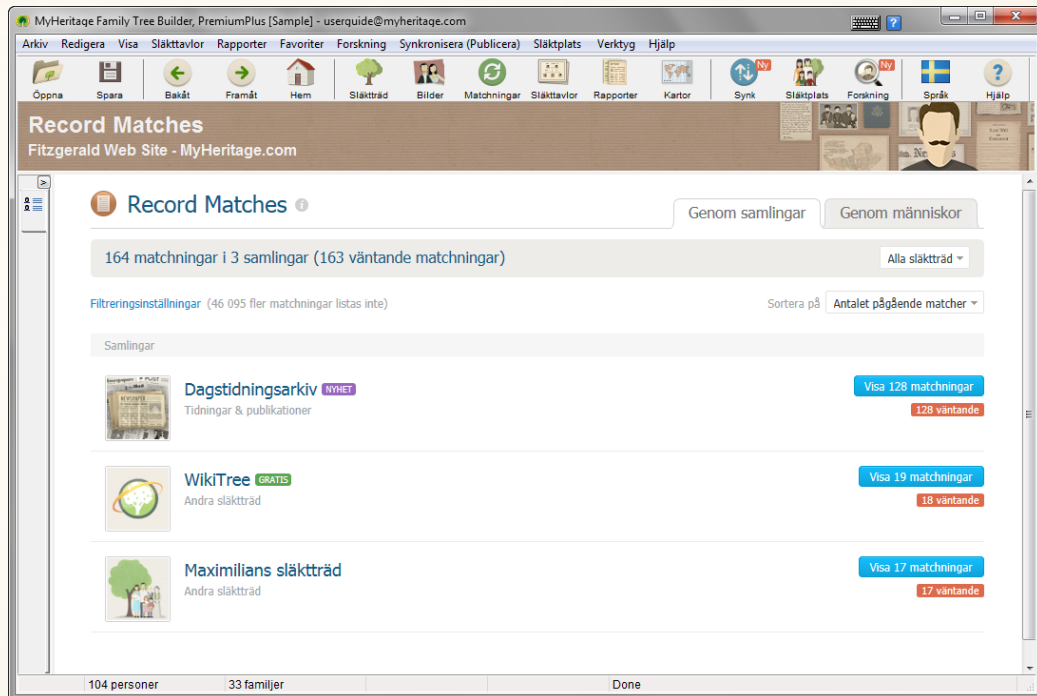 MyHeritage Family Tree Builder, PremiumPlus [Sample] - userguide@myheritage.com
Arkiv Redigera Visa Släkttavlor Rapporter Favoriter Forskning Synkronisera (Publicera) Släktplats Verktyg Hjälp
Ny Ny
Öppna Spara Bakåt Framåt Hem Släktträd Bilder Matchningar Släkttavlor Rapporter Kartor Synk Släktplats Forskning Språk Hjälp
Record Matches
Fitzgerald Web Site - MyHeritage.com
Record Matches
Genom samlingar Genom människor
164 matchningar i 3 samlingar (163 väntande matchningar) Alla släktträd
Filtreringsinställningar (46 095 fler matchningar listas inte) Sortera på Antalet pågående matcher
Samlingar
Dagstidningsarkiv NYHET Visa 128 matchningar
Tidningar & publikationer 128 väntande
WikiTree GRATIS Visa 19 matchningar
Andra släktträd 18 väntande
Maximilians släktträd Visa 17 matchningar
Andra släktträd 17 väntande
104 personer 33 familjer Done